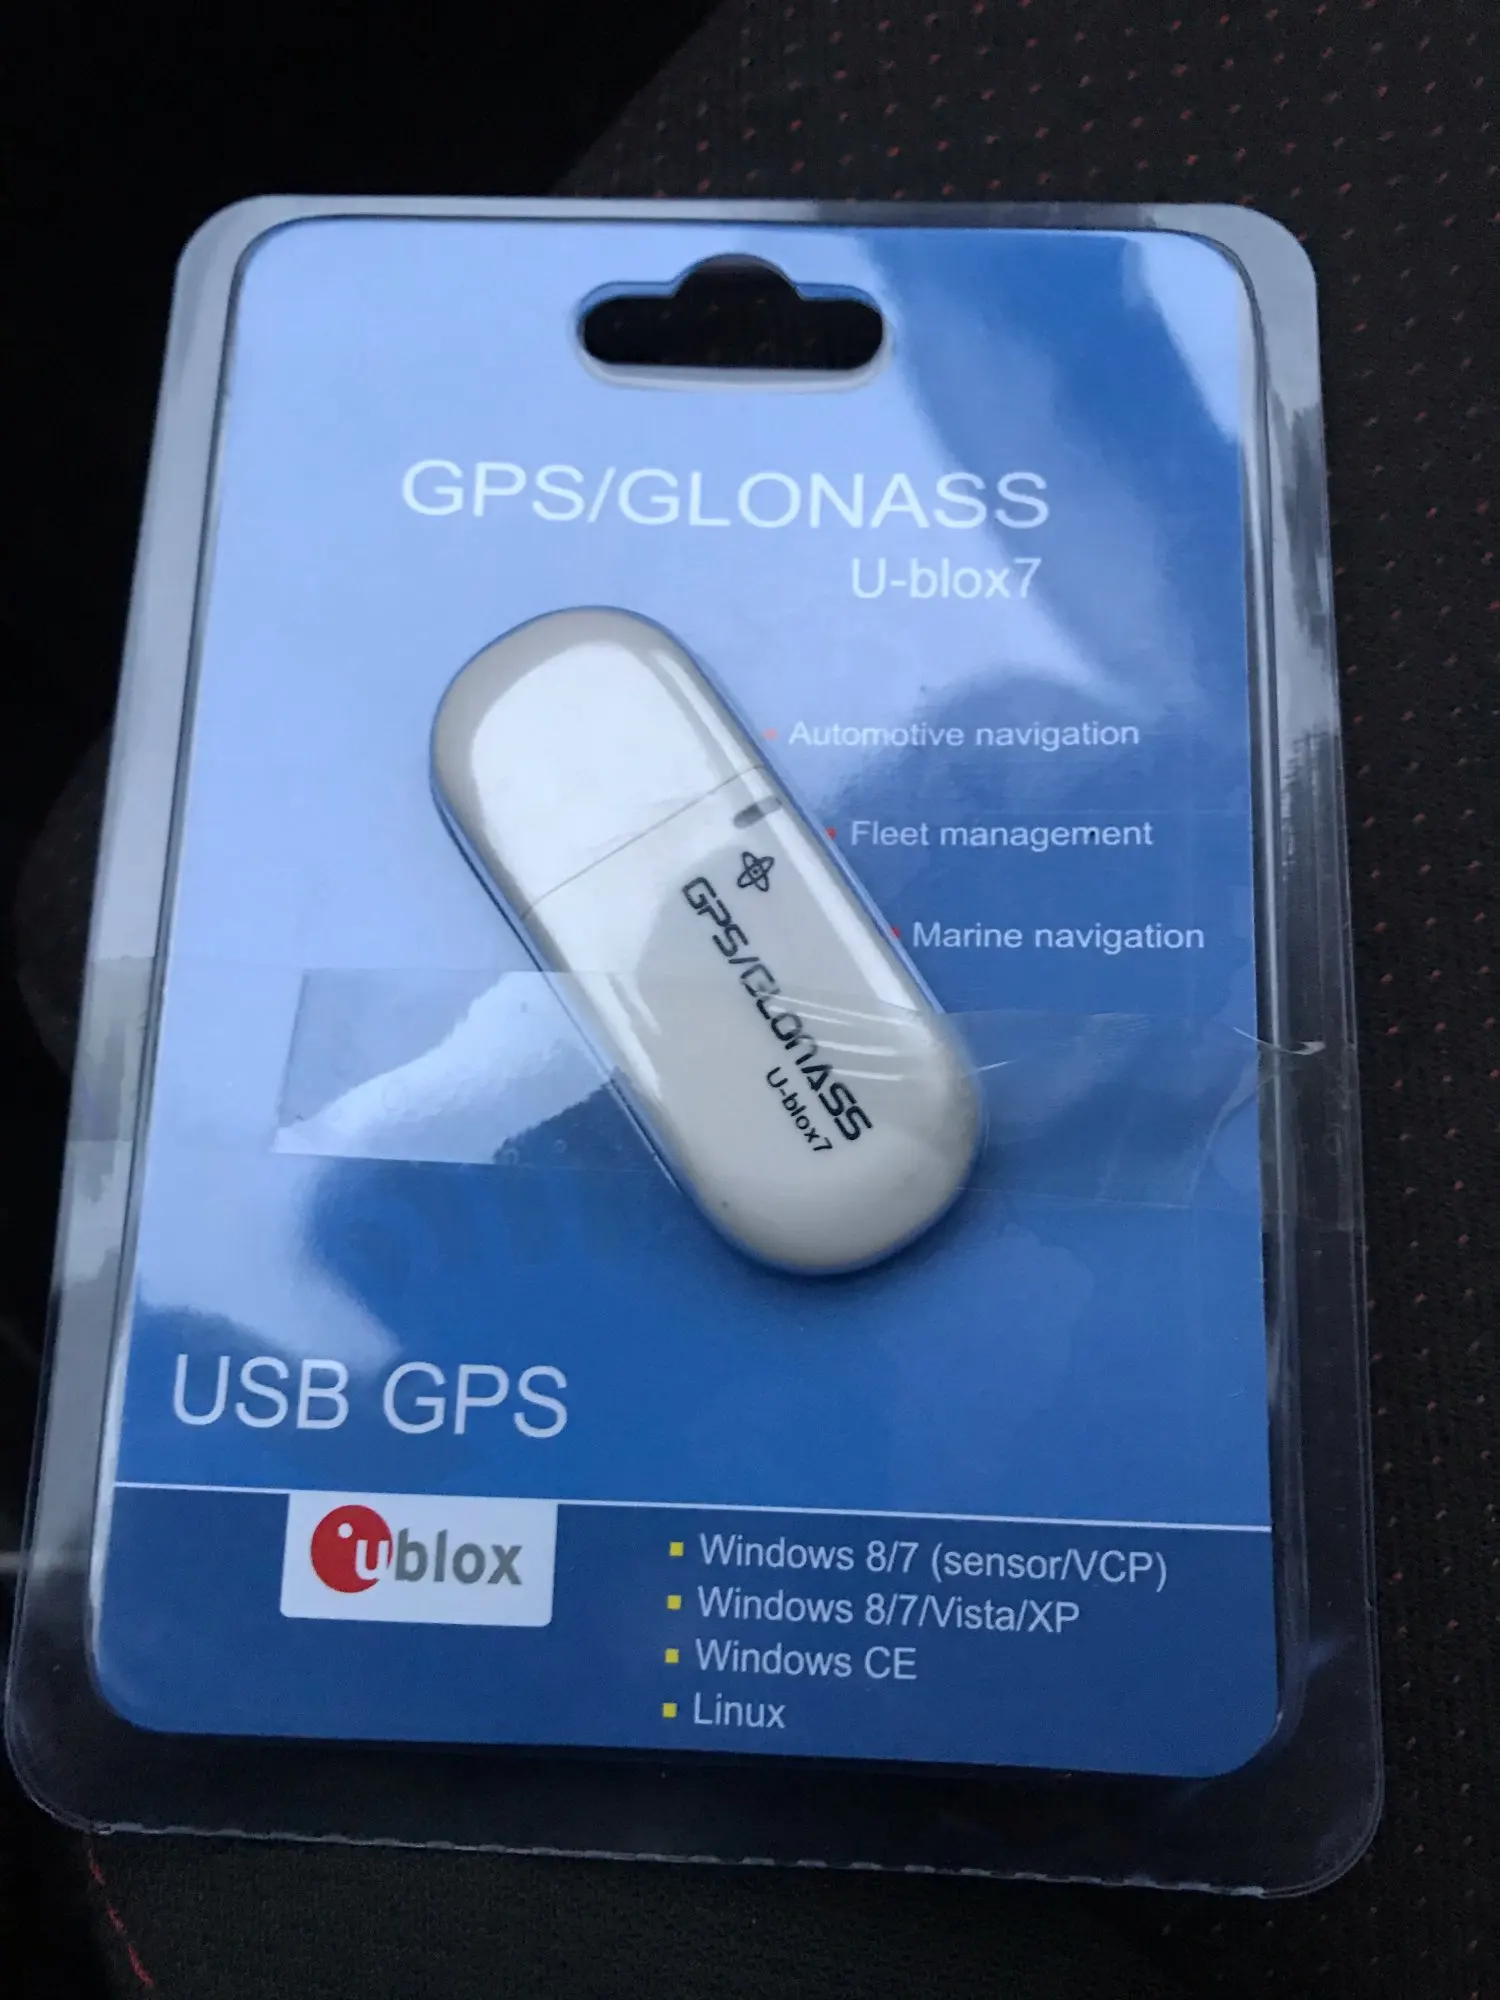 GPS/GLONASS
U-blox7
Automotive navigation
Fleet management
Marine navigation
GPS/GLONASS
U-blox7
USB GPS
ublox
Windows 8/7 (sensor/VCP)
Windows 8/7/Vista/XP
Windows CE
Linux